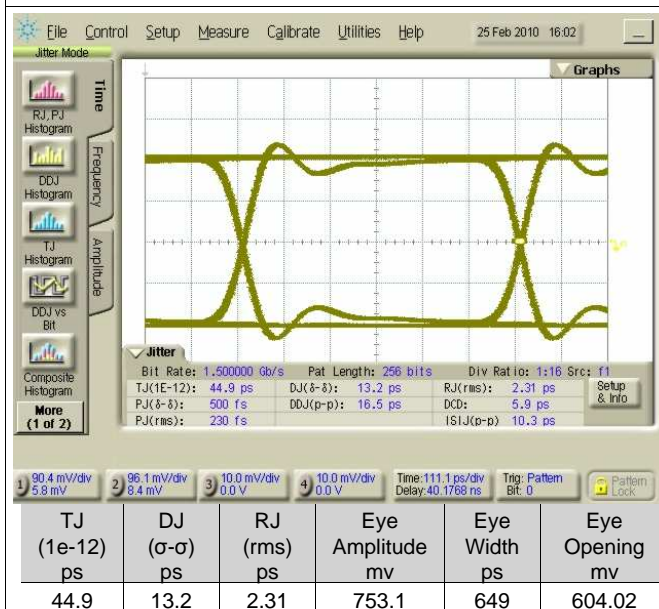 File Control Setup Measure Calibrate Utilities Help 25 Feb 2010 16:02
Jitter Mode
Graphs
RJ, PJ
Histogram
DDJ
Histogram
TJ
Histogram
DDJ vs
Bit
Composite
Histogram
More
(1 of 2)
Time
Frequency
Amplitude
Jitter
Bit Rate: 1.500000 Gb/s Pat Length: 256 bits Div Ratio: 1:16 Src: f1
TJ(1E-12): 44.9 ps DJ(δ-δ): 13.2 ps RJ(rms): 2.31 ps
PJ(δ-δ): 500 fs DDJ(p-p): 16.5 ps DCD: 5.9 ps
PJ(rms): 230 fs ISIJ(p-p) 10.3 ps
Setup
& Info
1) 90.4 mV/div 2) 96.1 mV/div 3) 10.0 mV/div 4) 10.0 mV/div Time:111.1 ps/div Trig: Pattern Pattern
5.8 mV 8.4 mV 0.0 V 0.0 V Delay:40.1768 ns Bit: 0 Lock
TJ DJ RJ Eye Eye Eye
(1e-12) (σ-σ) (rms) Amplitude Width Opening
ps ps ps mv ps mv
44.9 13.2 2.31 753.1 649 604.02